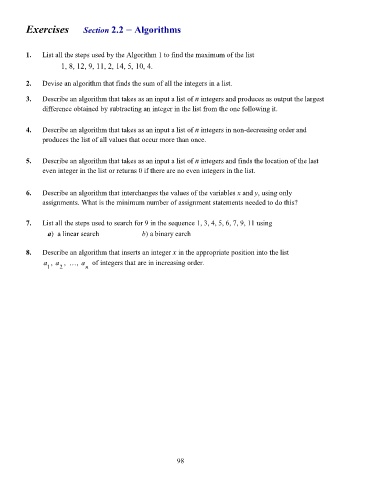 Exercises Section 2.2 – Algorithms
1. List all the steps used by the Algorithm 1 to find the maximum of the list
1, 8, 12, 9, 11, 2, 14, 5, 10, 4.
2. Devise an algorithm that finds the sum of all the integers in a list.
3. Describe an algorithm that takes as an input a list of n integers and produces as output the largest
difference obtained by subtracting an integer in the list from the one following it.
4. Describe an algorithm that takes as an input a list of n integers in non-decreasing order and
produces the list of all values that occur more than once.
5. Describe an algorithm that takes as an input a list of n integers and finds the location of the last
even integer in the list or returns 0 if there are no even integers in the list.
6. Describe an algorithm that interchanges the values of the variables x and y, using only
assignments. What is the minimum number of assignment statements needed to do this?
7. List all the steps used to search for 9 in the sequence 1, 3, 4, 5, 6, 7, 9, 11 using
a) a linear search b) a binary earch
8. Describe an algorithm that inserts an integer x in the appropriate position into the list
a₁, a₂, …, aₙ of integers that are in increasing order.
98